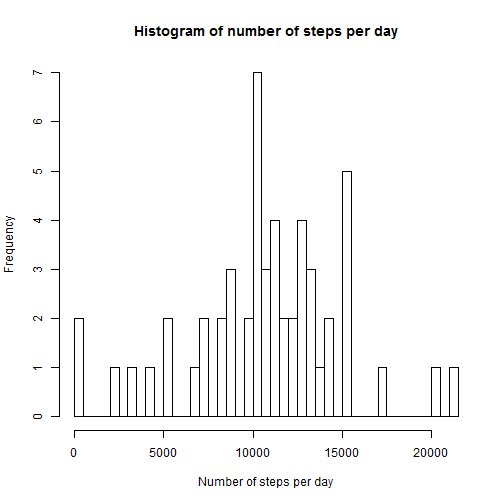 Histogram of number of steps per day
7
6
5
4
3
2
1
0
Frequency
0 5000 10000 15000 20000
Number of steps per day